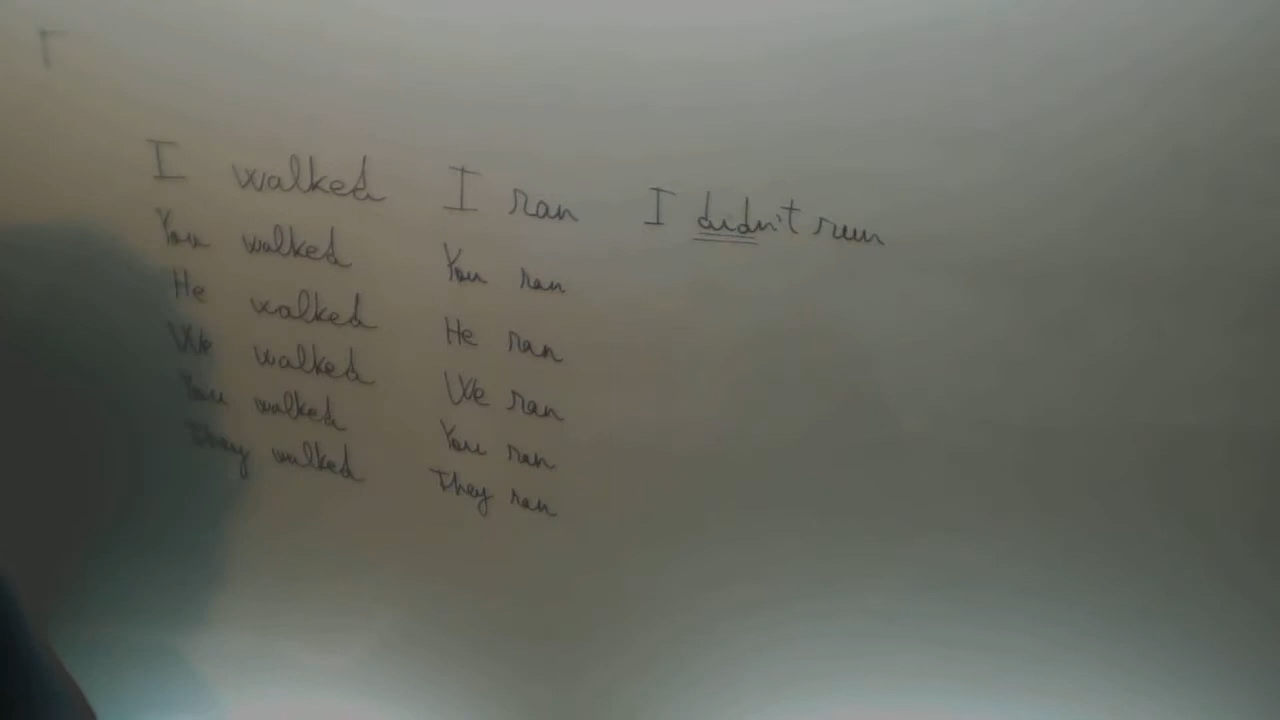 I walked I ran I didn't run
You walked You ran
He walked He ran
We walked We ran
You walked You ran
They walked They ran